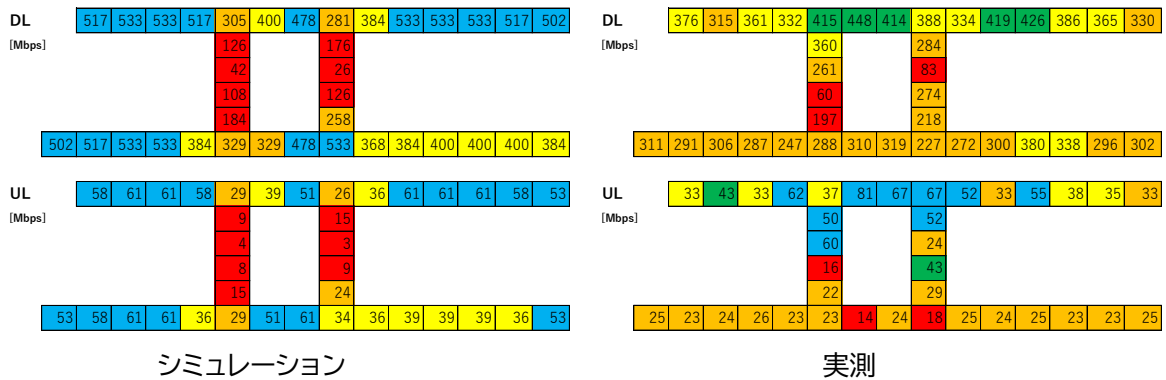 DL 517 533 533 517 305 400 478 281 384 533 533 533 517 502
[Mbps] 126 176
42 26
108 126
184 258
502 517 533 533 384 329 329 478 533 368 384 400 400 400 384
UL 58 61 61 58 29 39 51 26 36 61 61 61 58 53
[Mbps] 9 15
4 3
8 9
15 24
53 58 61 61 36 29 51 61 34 36 39 39 39 36 53
シミュレーション
DL 376 315 361 332 415 448 414 388 334 419 426 386 365 330
[Mbps] 360 284
261 83
60 274
197 218
311 291 306 287 247 288 310 319 227 272 300 380 338 296 302
UL 33 43 33 62 37 81 67 67 52 33 55 38 35 33
[Mbps] 50 52
60 24
16 43
22 29
25 23 24 26 23 23 14 24 18 25 24 25 23 23 25
実測